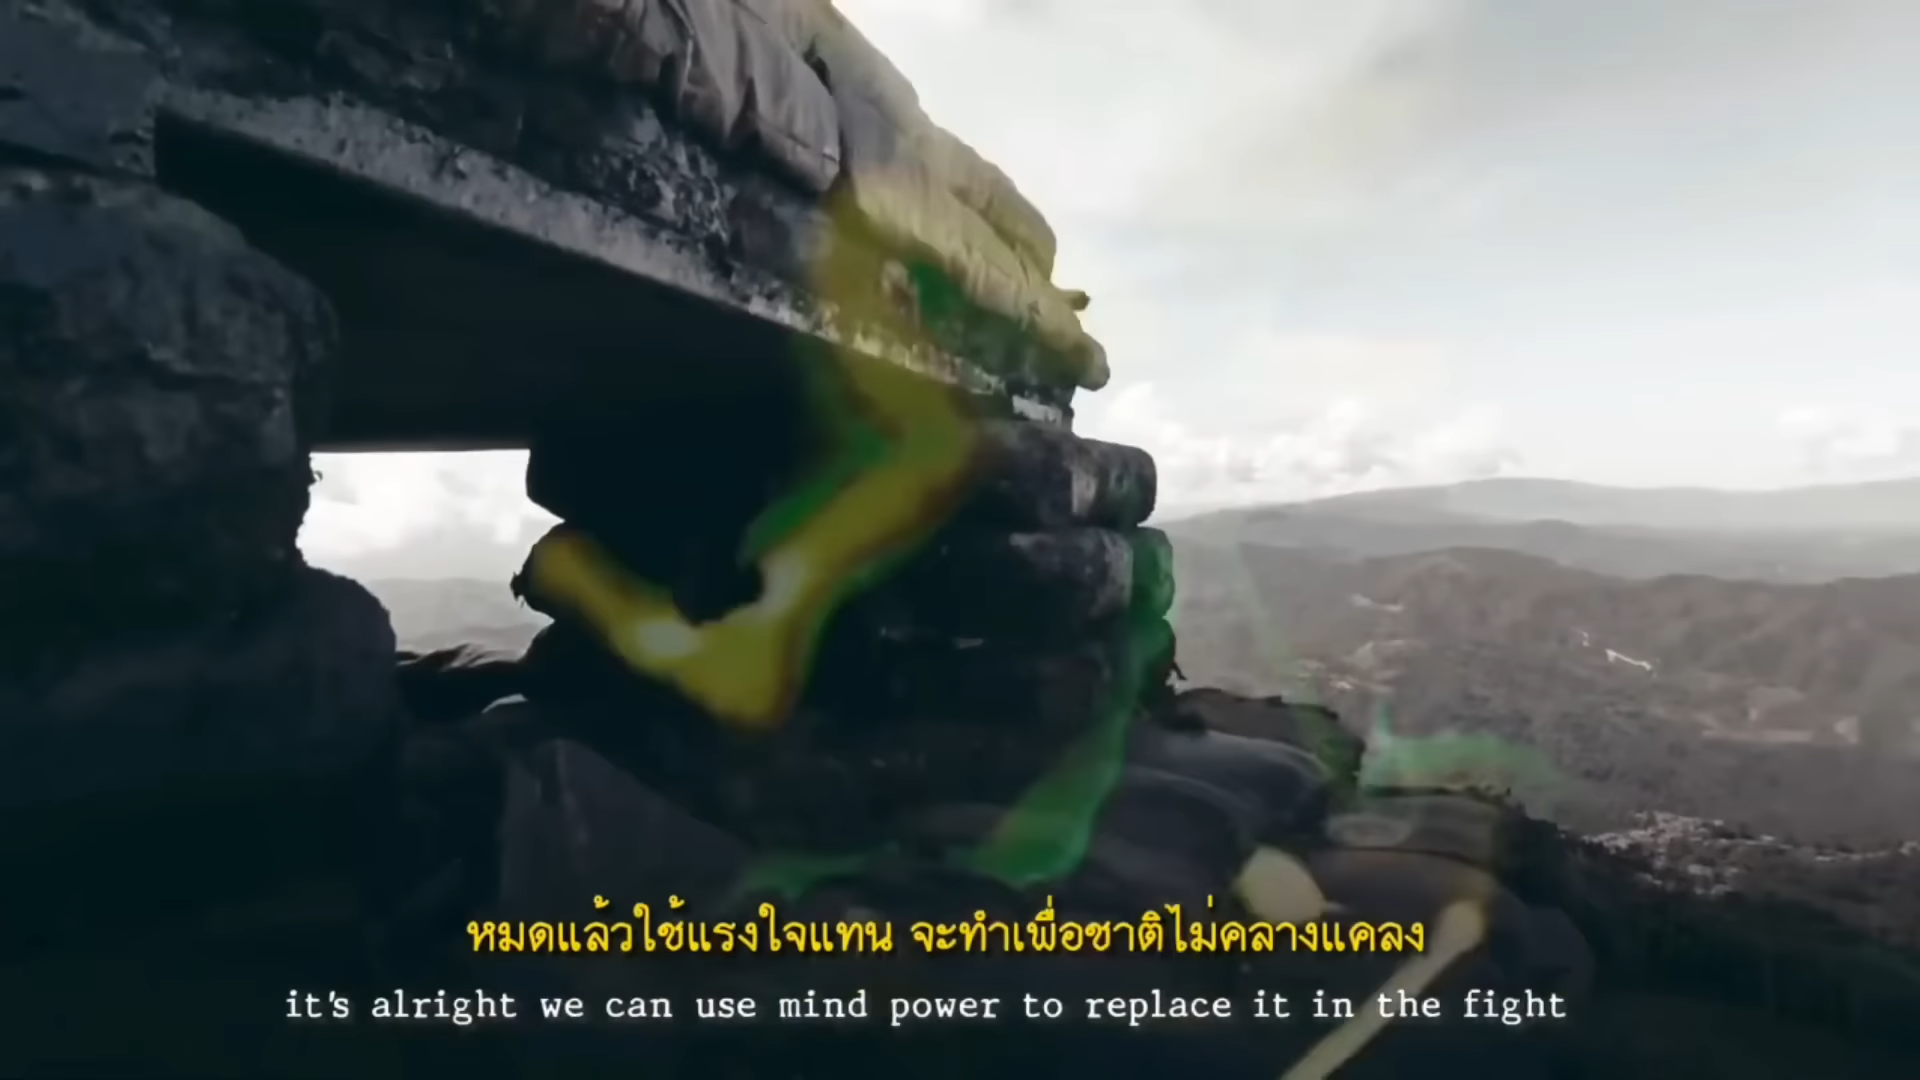 หมดแล้วใช้แรงใจแทน จะทำเพื่อชาติไม่คลางแคลง
it's alright we can use mind power to replace it in the fight